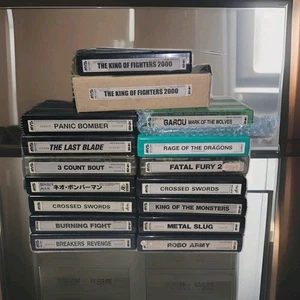 THE KING OF FIGHTERS 2000
THE KING OF FIGHTERS 2000
PANIC BOMBER
THE LAST BLADE
3 COUNT BOUT
ネオ・ボンバーマン
CROSSED SWORDS
BURNING FIGHT
BREAKERS REVENGE
GAROU MARK OF THE WOLVES
RAGE OF THE DRAGONS
FATAL FURY 2
CROSSED SWORDS
KING OF THE MONSTERS
METAL SLUG
ROBO ARMY